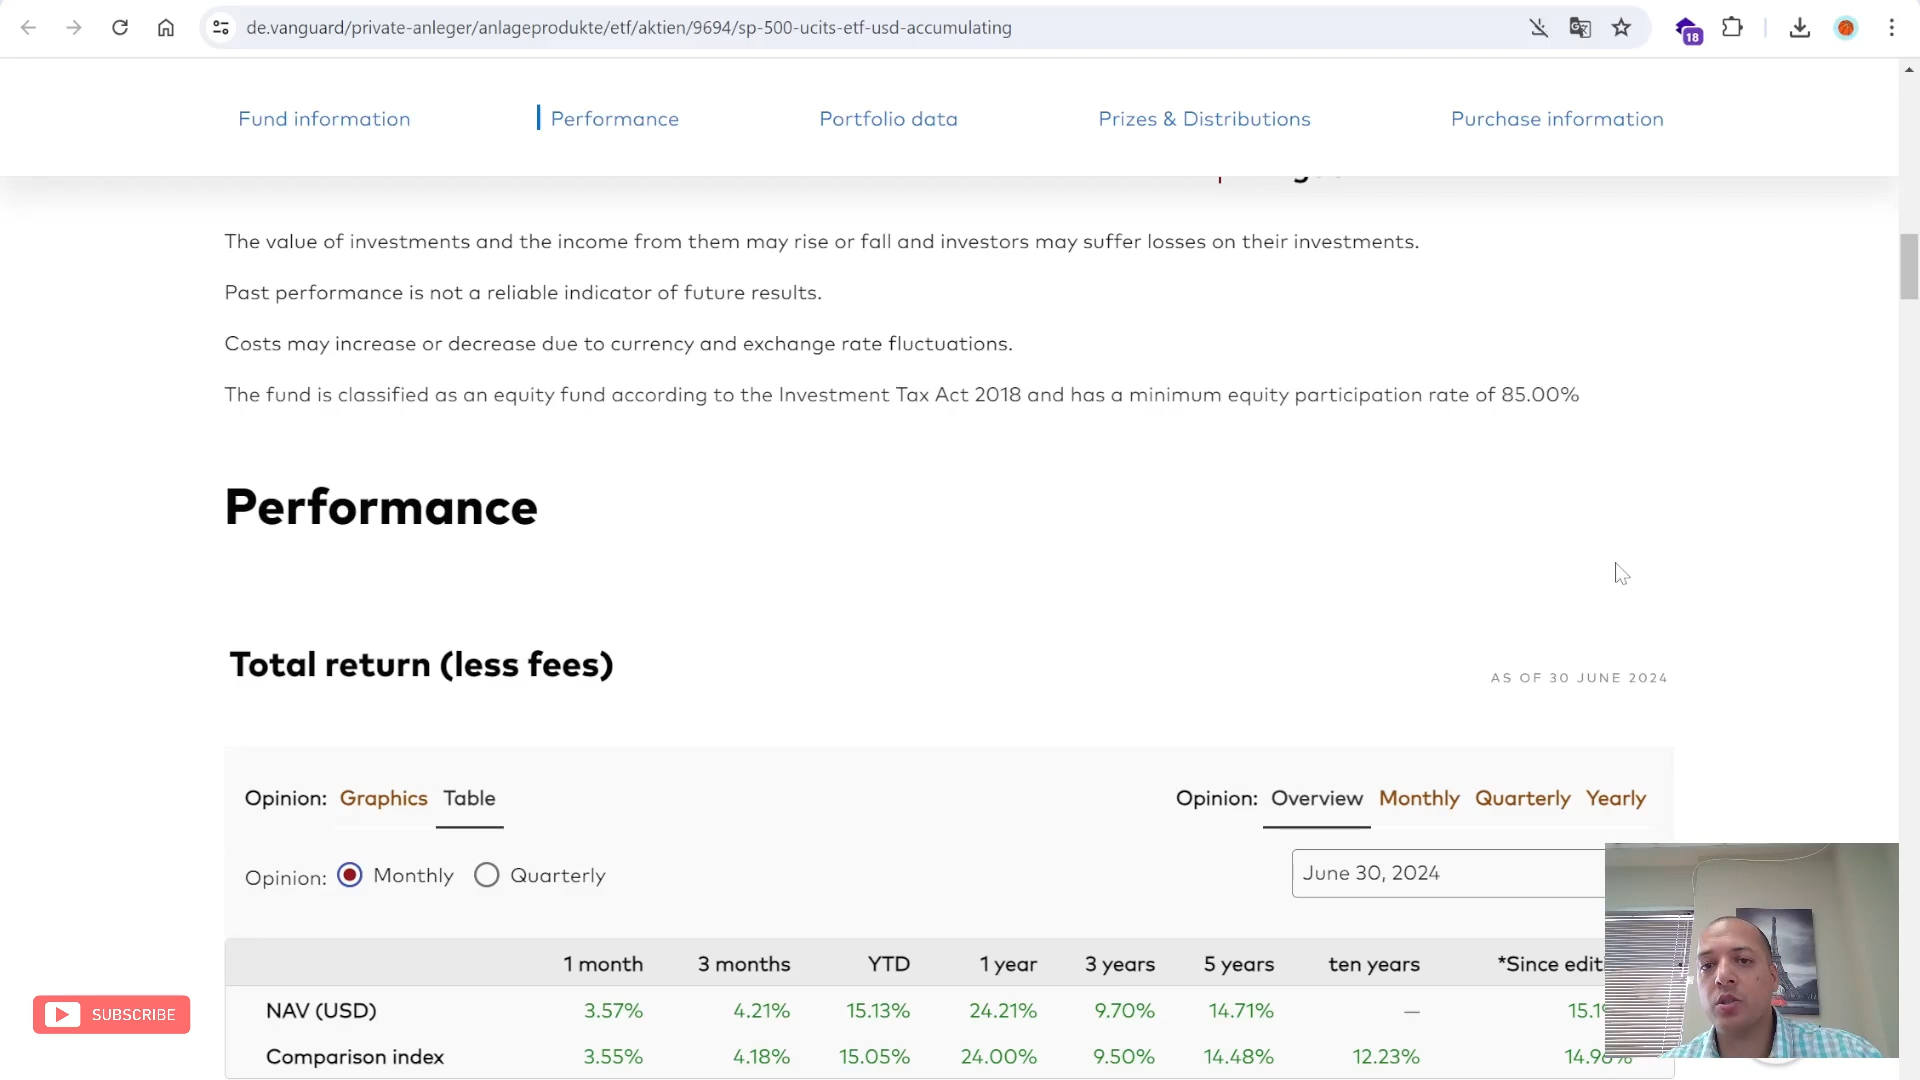 de.vanguard/private-anleger/anlageprodukte/etf/aktien/9694/sp-500-ucits-etf-usd-accumulating
18
Fund information Performance Portfolio data Prizes & Distributions Purchase information
The value of investments and the income from them may rise or fall and investors may suffer losses on their investments.
Past performance is not a reliable indicator of future results.
Costs may increase or decrease due to currency and exchange rate fluctuations.
The fund is classified as an equity fund according to the Investment Tax Act 2018 and has a minimum equity participation rate of 85.00%
Performance
Total return (less fees)
AS OF 30 JUNE 2024
Opinion: Graphics Table Opinion: Overview Monthly Quarterly Yearly
Opinion: Monthly Quarterly June 30, 2024
1 month 3 months YTD 1 year 3 years 5 years ten years *Since
NAV (USD) 3.57% 4.21% 15.13% 24.21% 9.70% 14.71% —
Comparison index 3.55% 4.18% 15.05% 24.00% 9.50% 14.48% 12.23%
SUBSCRIBE